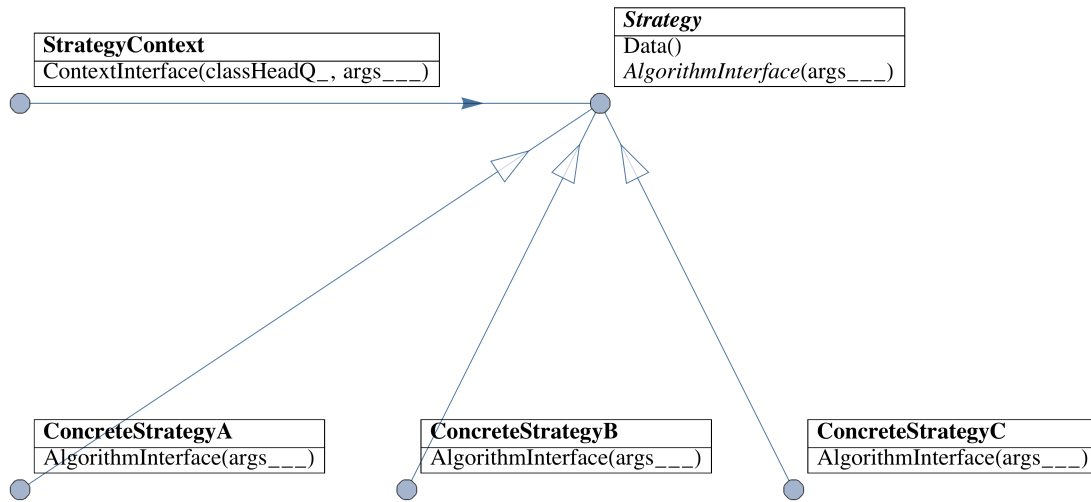 Strategy
Data()
AlgorithmInterface(args___)
StrategyContext
ContextInterface(classHeadQ_, args___)
ConcreteStrategyA
AlgorithmInterface(args___)
ConcreteStrategyB
AlgorithmInterface(args___)
ConcreteStrategyC
AlgorithmInterface(args___)